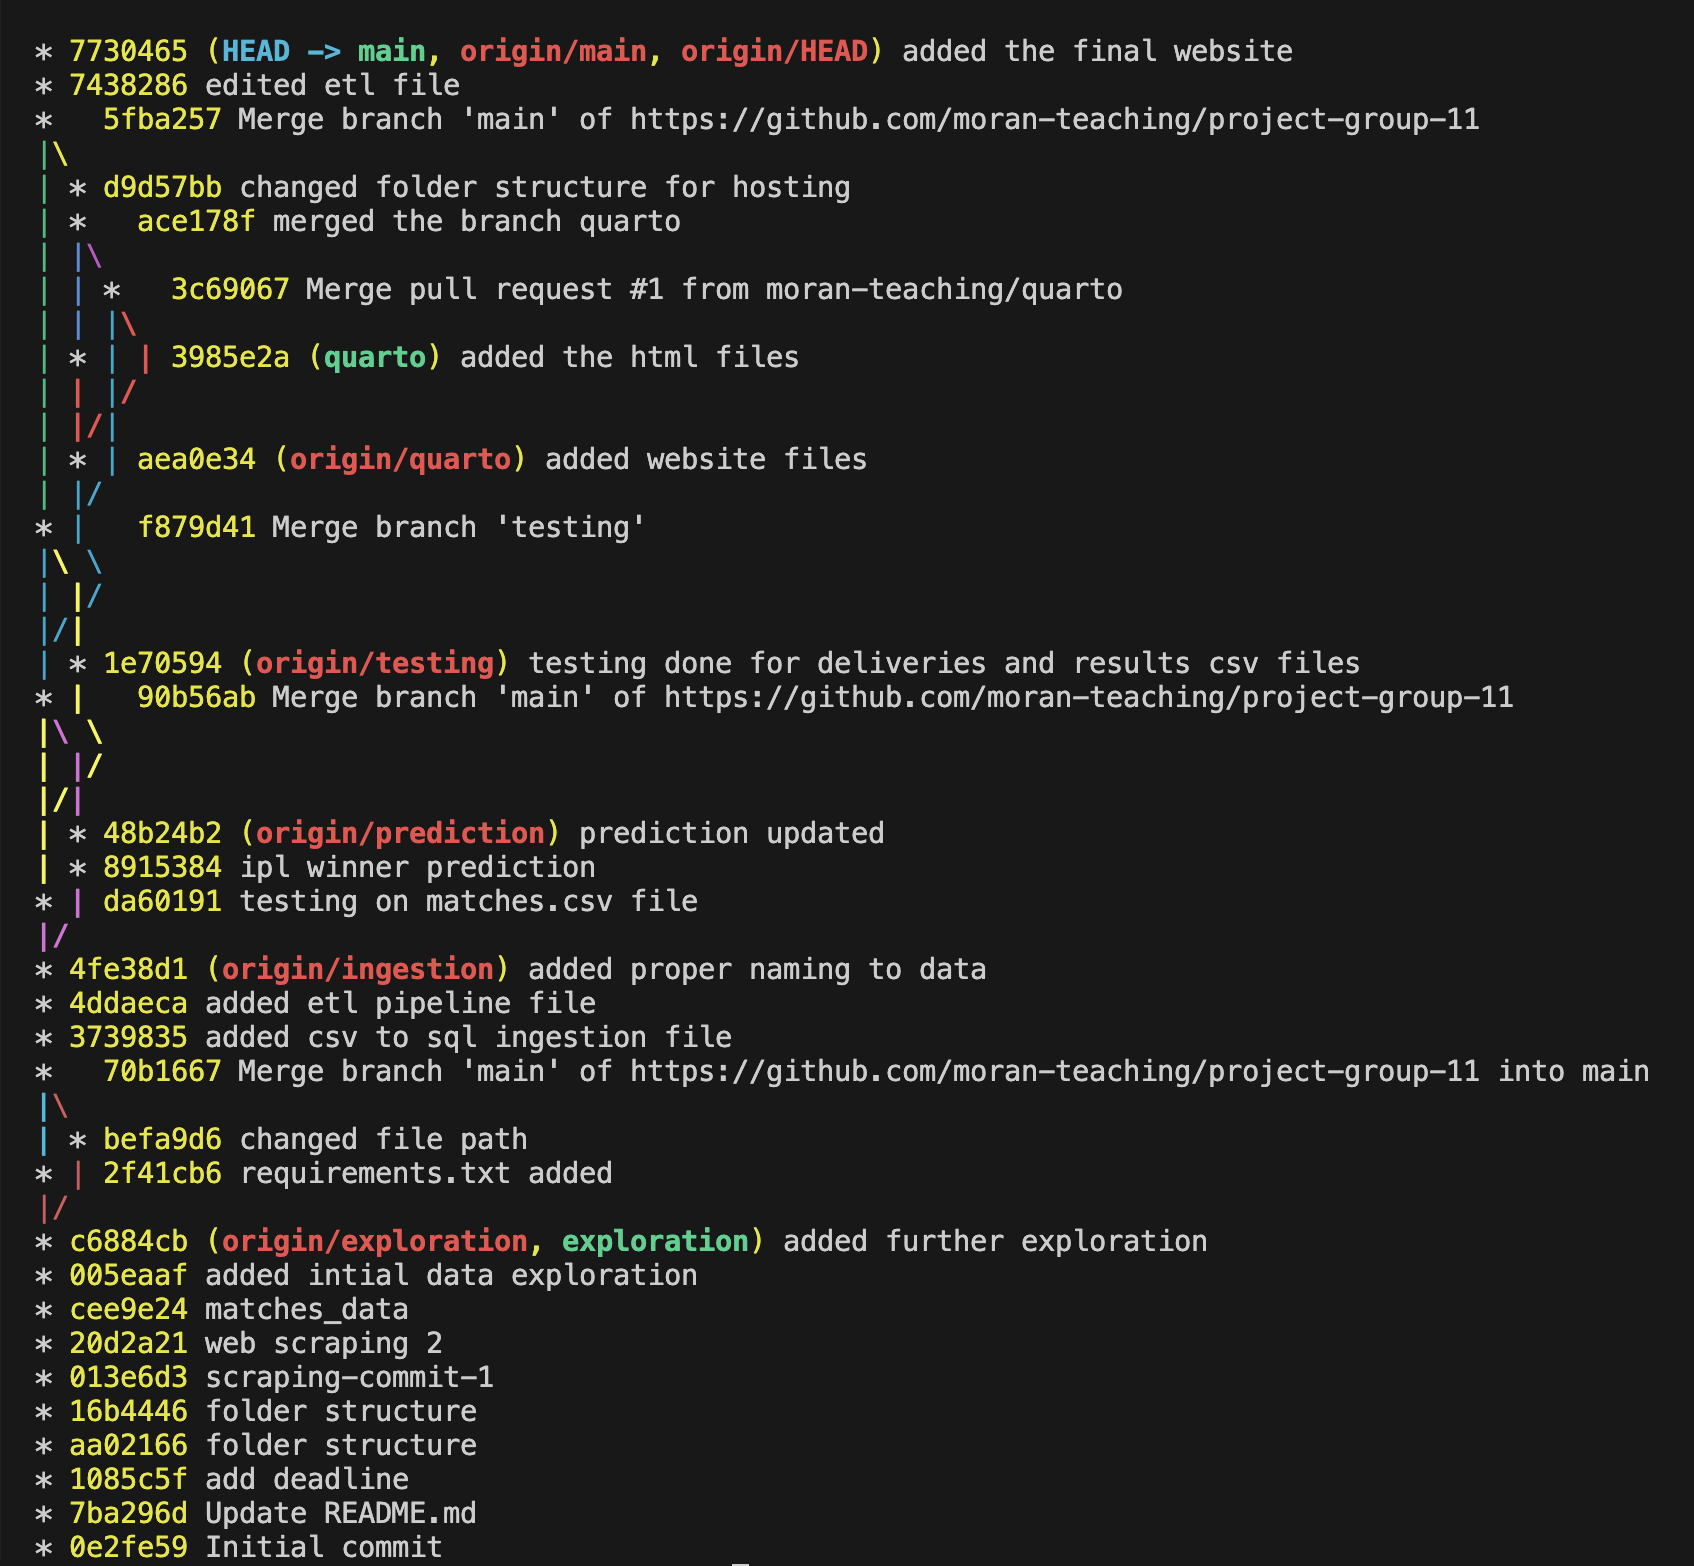 * 7730465 (HEAD -> main, origin/main, origin/HEAD) added the final website
* 7438286 edited etl file
*   5fba257 Merge branch 'main' of https://github.com/moran-teaching/project-group-11
|\
| * d9d57bb changed folder structure for hosting
| *   ace178f merged the branch quarto
| |\
| | *   3c69067 Merge pull request #1 from moran-teaching/quarto
| | |\
| * | | 3985e2a (quarto) added the html files
| | |/
| |/|
| * | aea0e34 (origin/quarto) added website files
| |/
* |   f879d41 Merge branch 'testing'
|\ \
| |/
|/|
| * 1e70594 (origin/testing) testing done for deliveries and results csv files
* |   90b56ab Merge branch 'main' of https://github.com/moran-teaching/project-group-11
|\ \
| |/
|/|
| * 48b24b2 (origin/prediction) prediction updated
| * 8915384 ipl winner prediction
* | da60191 testing on matches.csv file
|/
* 4fe38d1 (origin/ingestion) added proper naming to data
* 4ddaeca added etl pipeline file
* 3739835 added csv to sql ingestion file
*   70b1667 Merge branch 'main' of https://github.com/moran-teaching/project-group-11 into main
|\
| * befa9d6 changed file path
* | 2f41cb6 requirements.txt added
|/
* c6884cb (origin/exploration, exploration) added further exploration
* 005eaaf added intial data exploration
* cee9e24 matches_data
* 20d2a21 web scraping 2
* 013e6d3 scraping-commit-1
* 16b4446 folder structure
* aa02166 folder structure
* 1085c5f add deadline
* 7ba296d Update README.md
* 0e2fe59 Initial commit